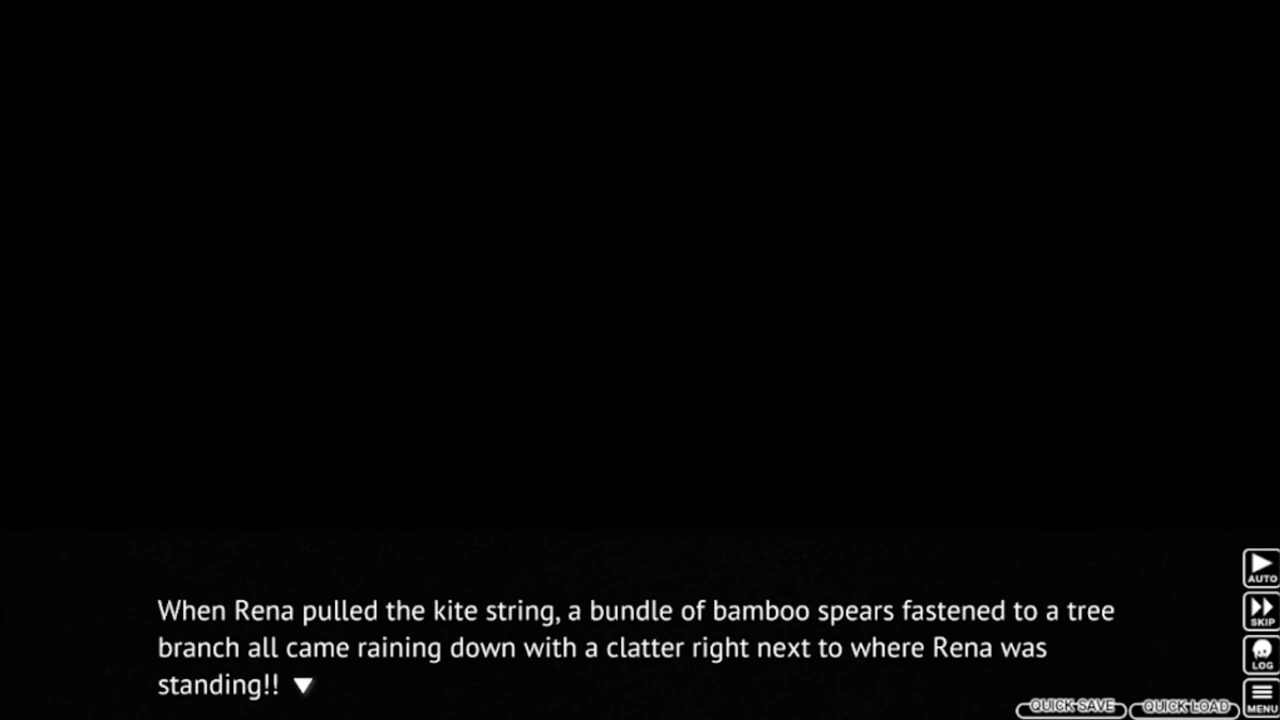 When Rena pulled the kite string, a bundle of bamboo spears fastened to a tree
branch all came raining down with a clatter right next to where Rena was
standing!!
AUTO
SKIP
LOG
MENU
QUICK SAVE
QUICK LOAD